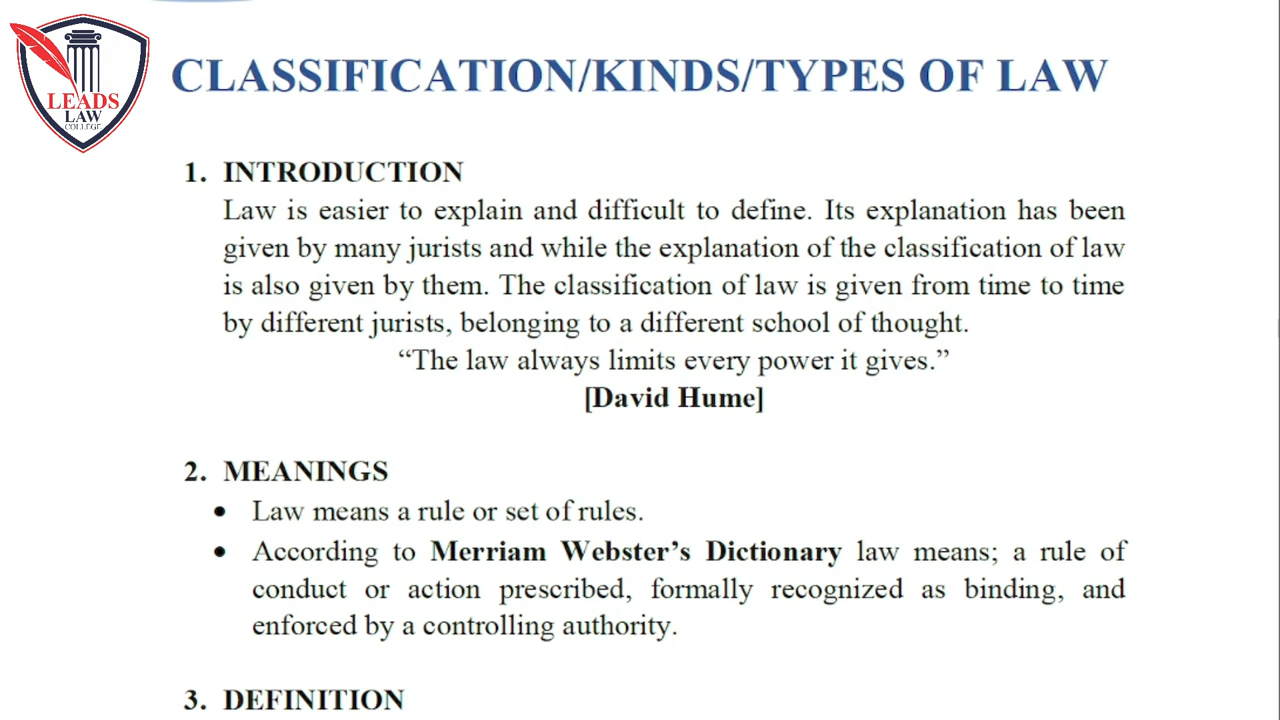 LEADS
LAW
COLLEGE
CLASSIFICATION/KINDS/TYPES OF LAW
1. INTRODUCTION
Law is easier to explain and difficult to define. Its explanation has been
given by many jurists and while the explanation of the classification of law
is also given by them. The classification of law is given from time to time
by different jurists, belonging to a different school of thought.
“The law always limits every power it gives.”
[David Hume]
2. MEANINGS
• Law means a rule or set of rules.
• According to Merriam Webster’s Dictionary law means; a rule of
conduct or action prescribed, formally recognized as binding, and
enforced by a controlling authority.
3. DEFINITION